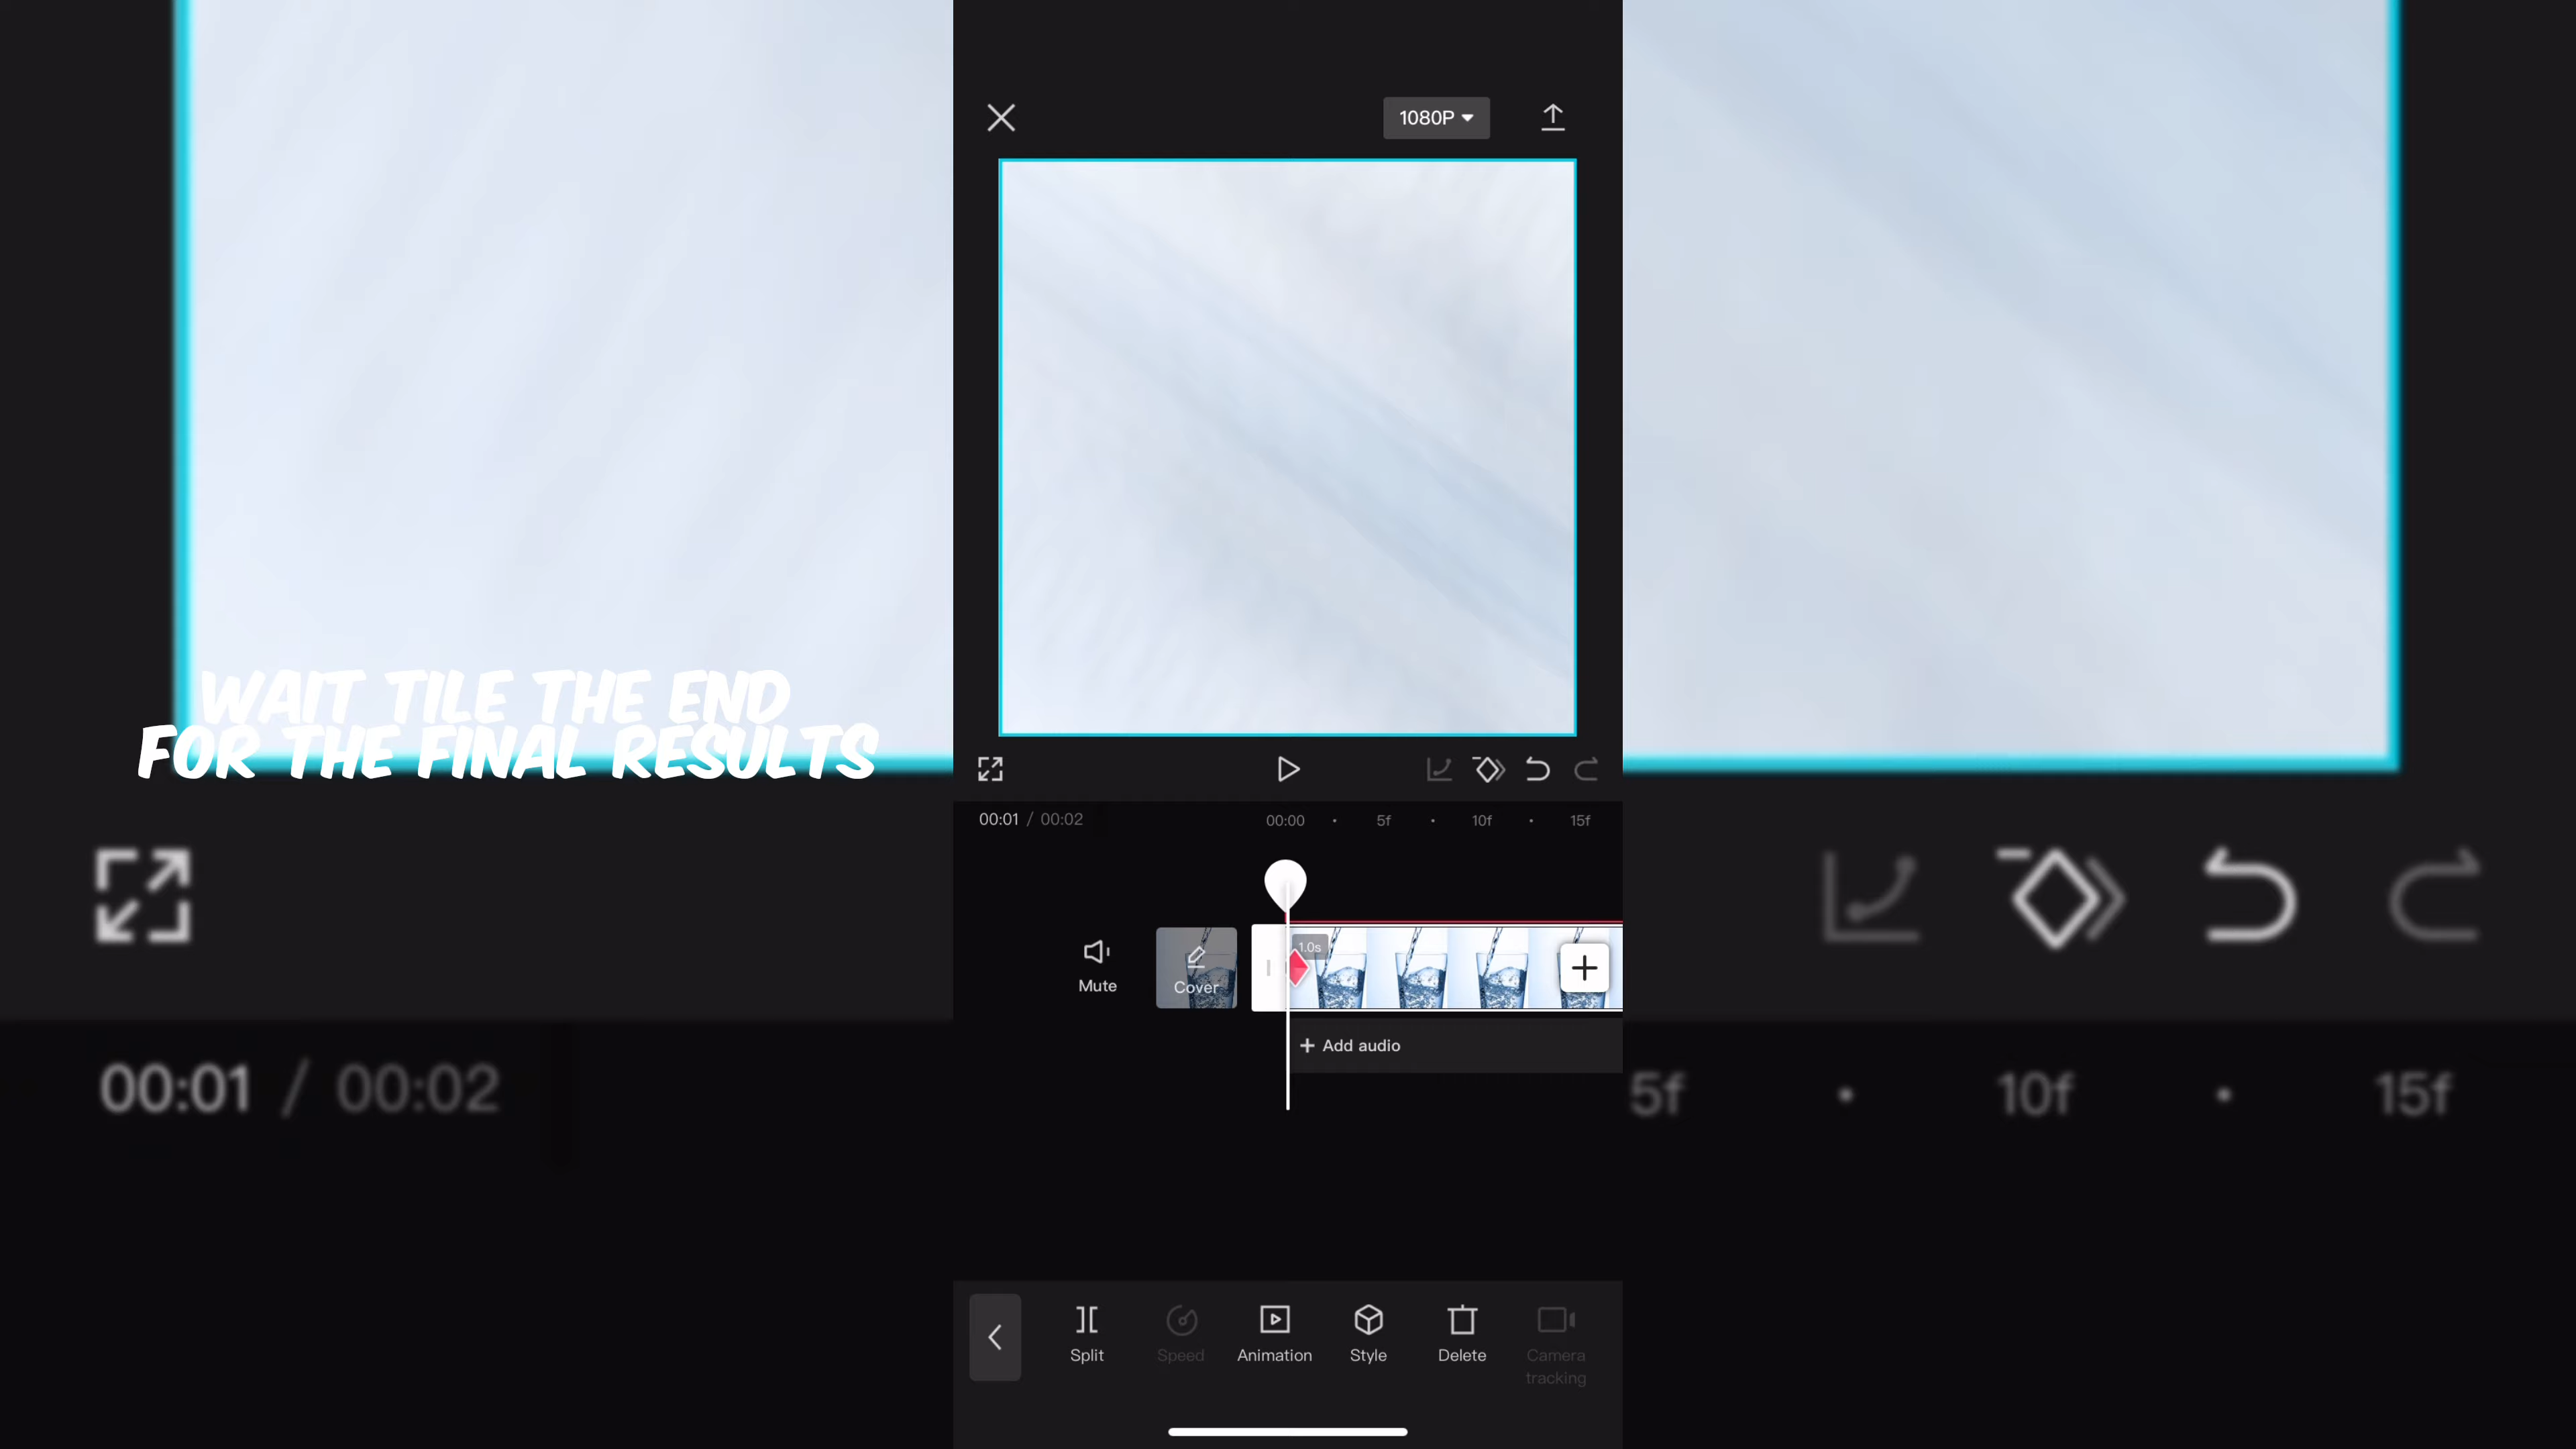 WAIT TILE THE END
FOR THE FINAL RESULTS
1080P
00:01 / 00:02
00:00 5f 10f 15f
1.0s
Mute
Cover
+ Add audio
Split
Speed
Animation
Style
Delete
Camera
tracking
00:01 / 00:02
5f 10f 15f